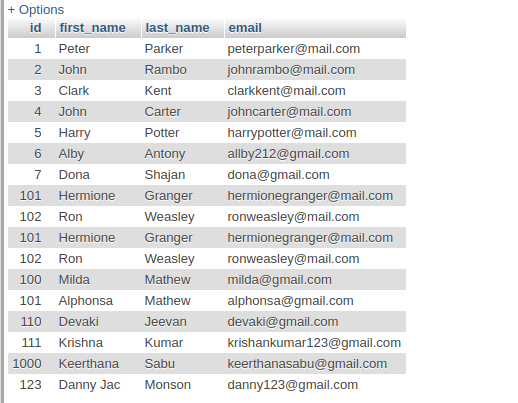 + Options
id first_name last_name email
1 Peter Parker peterparker@mail.com
2 John Rambo johnrambo@mail.com
3 Clark Kent clarkkent@mail.com
4 John Carter johncarter@mail.com
5 Harry Potter harrypotter@mail.com
6 Alby Antony allby212@gmail.com
7 Dona Shajan dona@gmail.com
101 Hermione Granger hermionegranger@mail.com
102 Ron Weasley ronweasley@mail.com
101 Hermione Granger hermionegranger@mail.com
102 Ron Weasley ronweasley@mail.com
100 Milda Mathew milda@gmail.com
101 Alphonsa Mathew alphonsa@gmail.com
110 Devaki Jeevan devaki@gmail.com
111 Krishna Kumar krishankumar123@gmail.com
1000 Keerthana Sabu keerthanasabu@gmail.com
123 Danny Jac Monson danny123@gmail.com